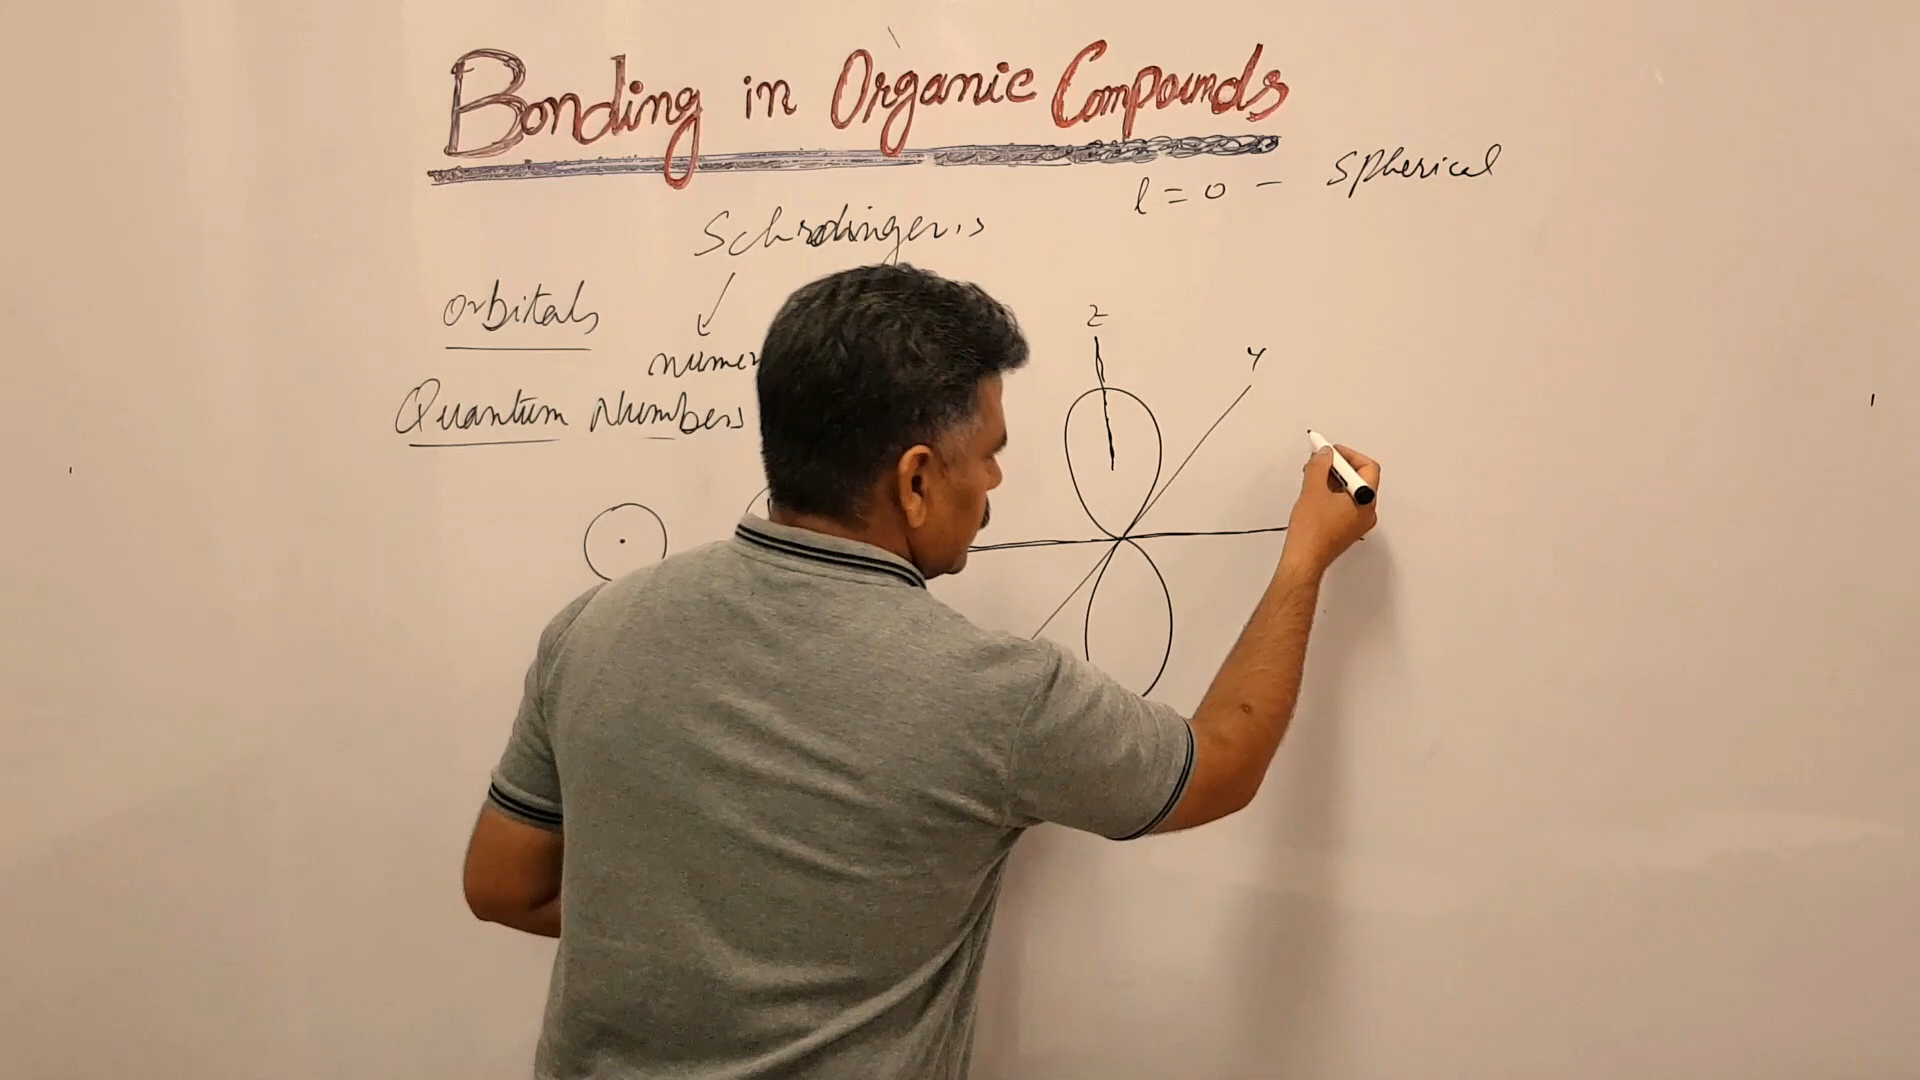 Bonding in Organic Compounds
l = 0 - Spherical
Schrodinger's
Orbitals
Z
Y
Quantum Numbers